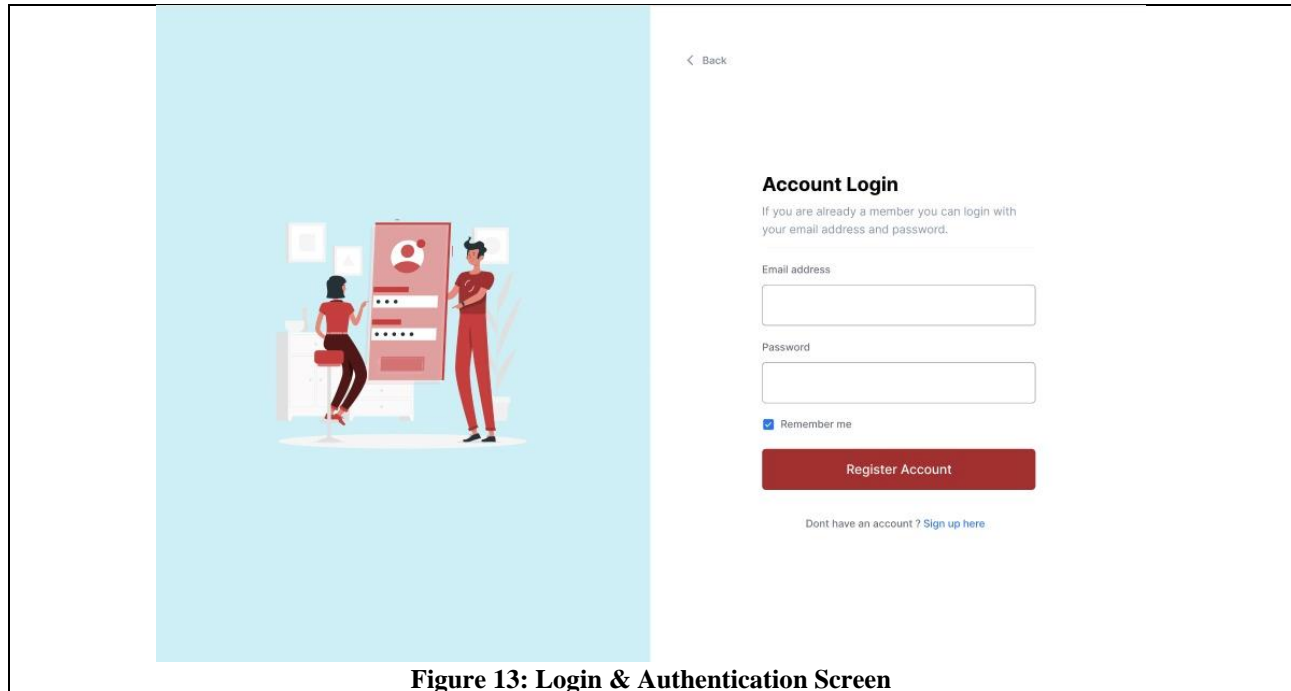 Back
Account Login
If you are already a member you can login with
your email address and password.
Email address
Password
Remember me
Register Account
Dont have an account ? Sign up here
Figure 13: Login & Authentication Screen